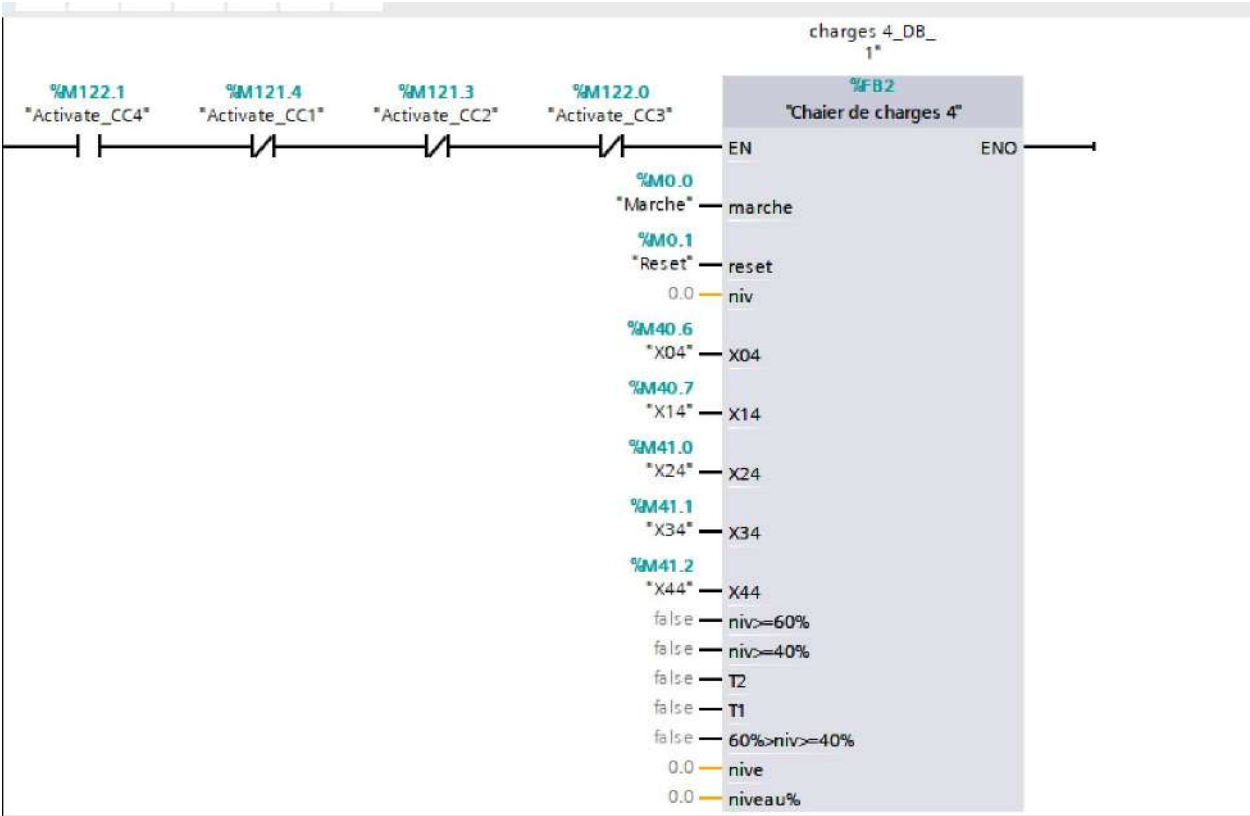 charges 4_DB_
1"
%M122.1 %M121.4 %M121.3 %M122.0 %FB2
"Activate_CC4" "Activate_CC1" "Activate_CC2" "Activate_CC3" "Chaier de charges 4"
EN ENO
%M0.0
"Marche" marche
%M0.1
"Reset" reset
0.0 niv
%M40.6
"X04" X04
%M40.7
"X14" X14
%M41.0
"X24" X24
%M41.1
"X34" X34
%M41.2
"X44" X44
false niv>=60%
false niv>=40%
false T2
false T1
false 60%>niv>=40%
0.0 nive
0.0 niveau%